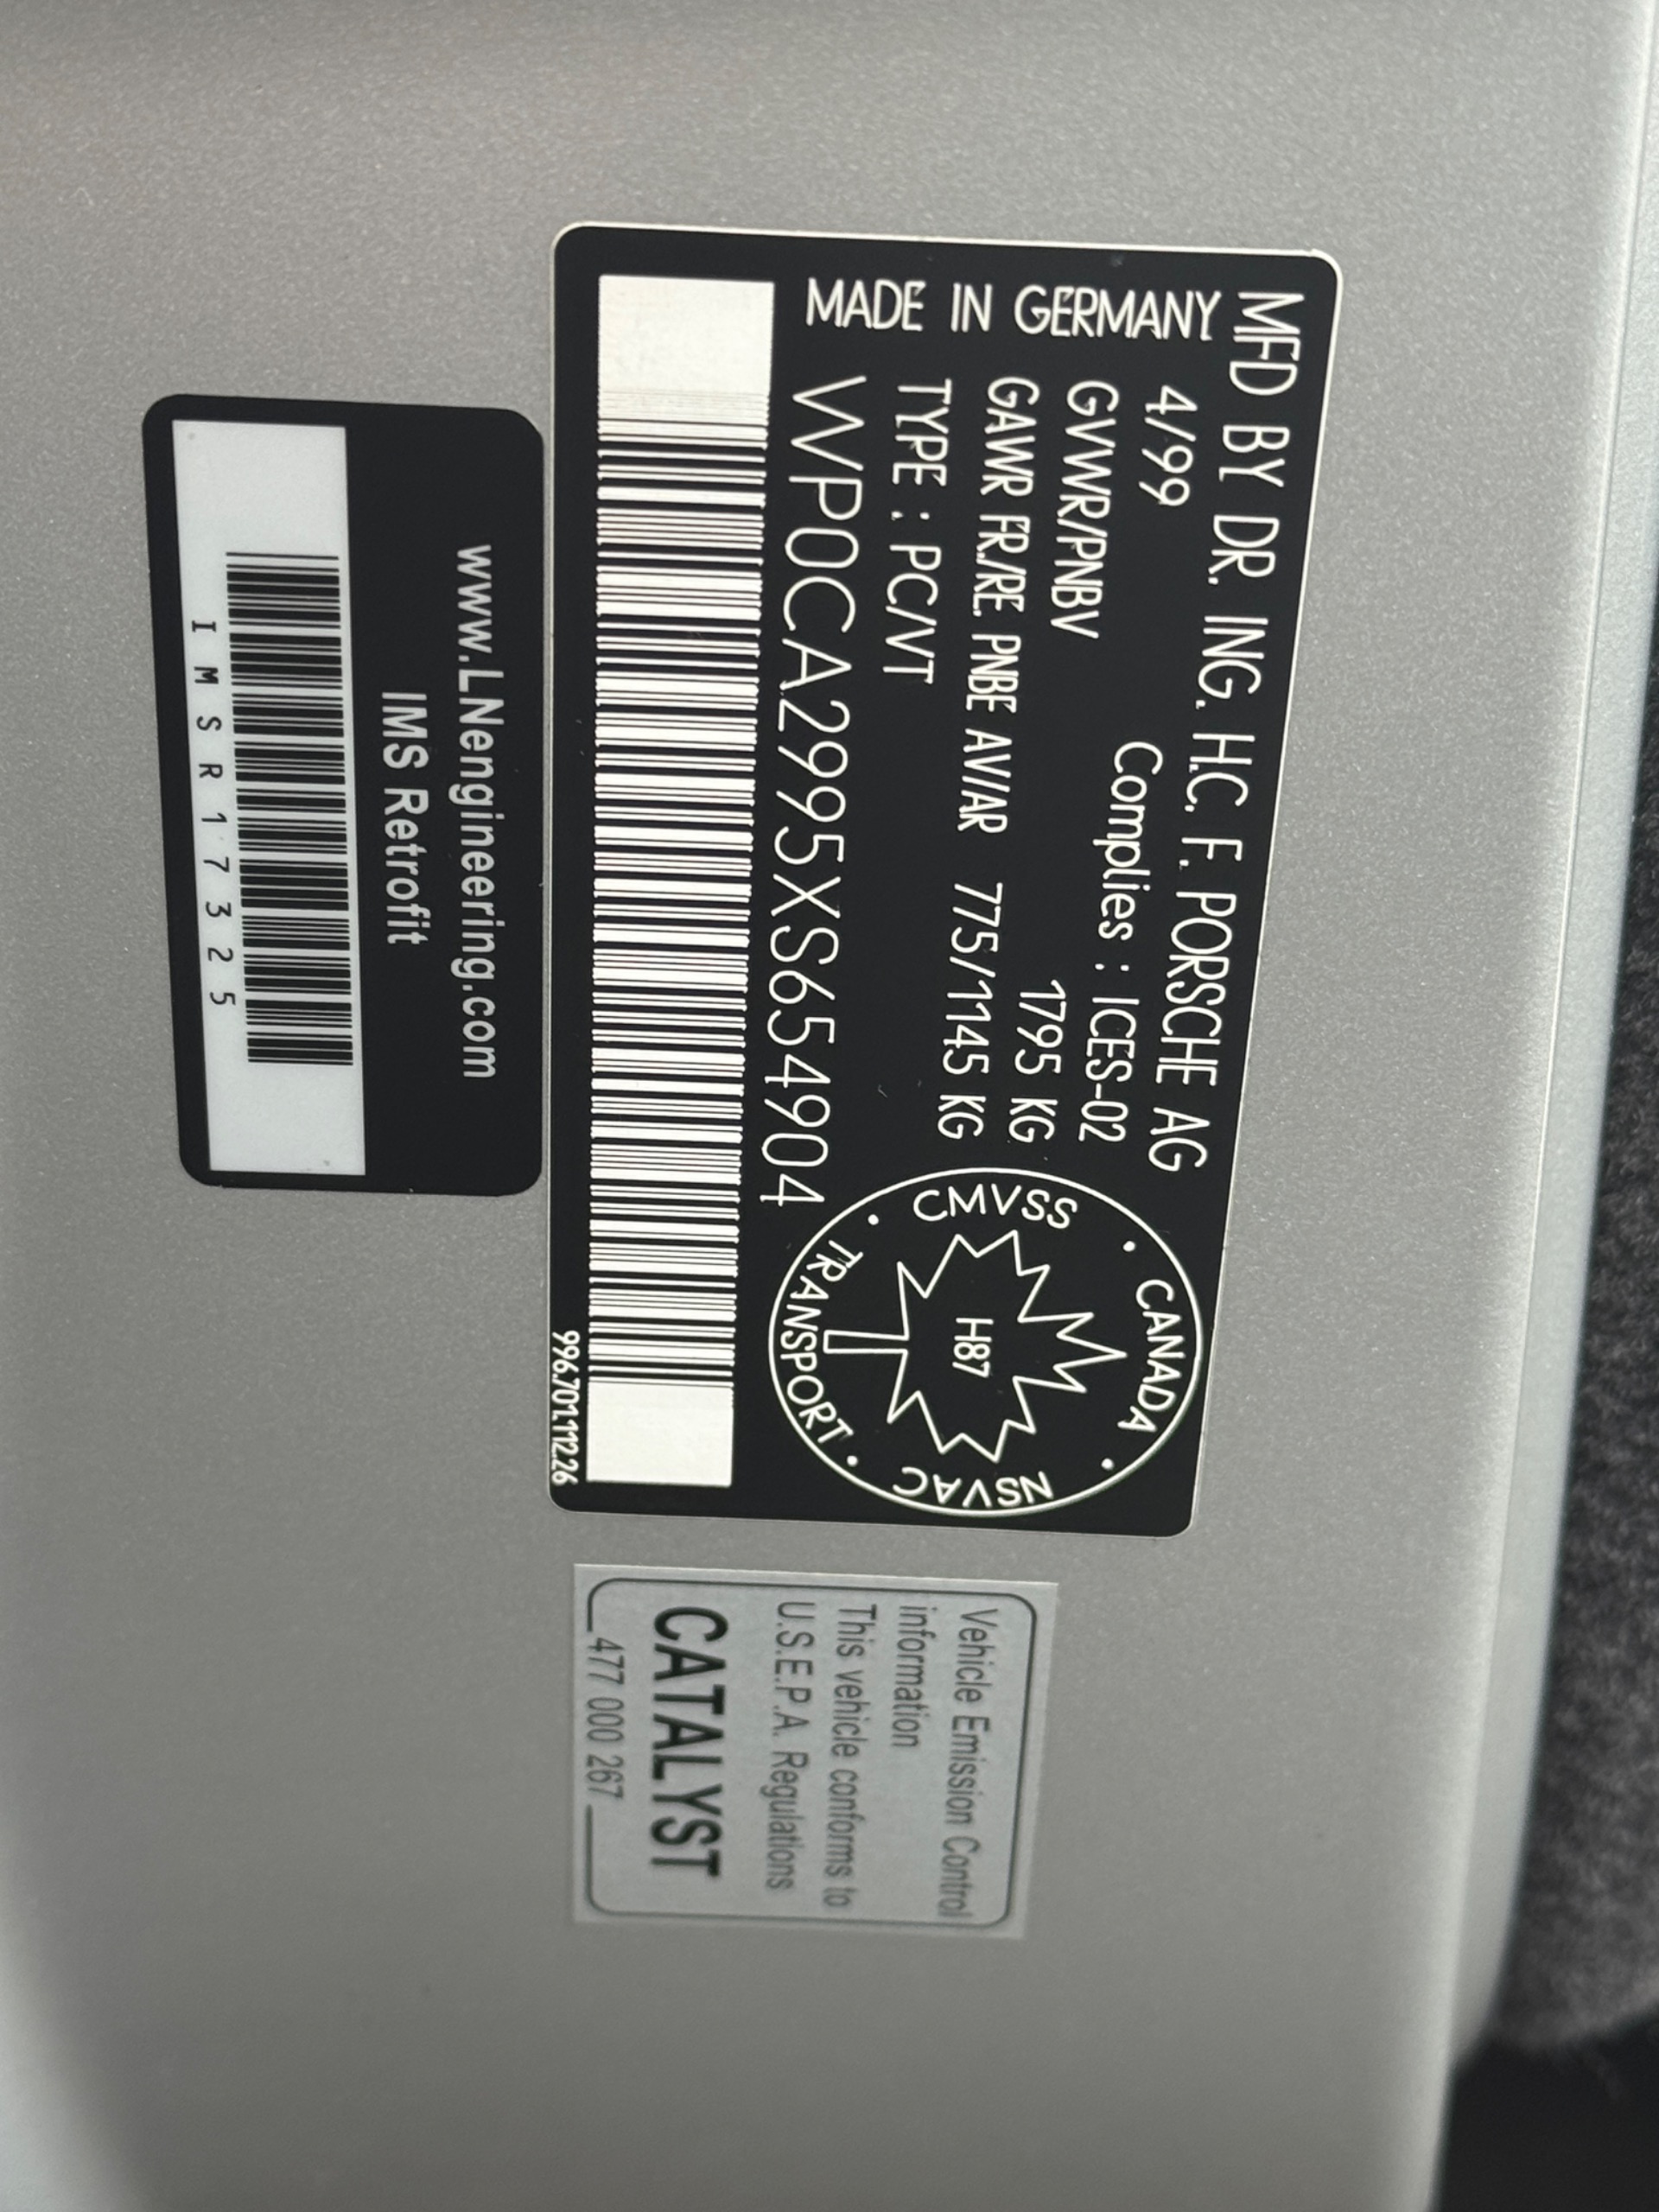 MFD BY DR. ING. H.C. F. PORSCHE AG
4/99 Complies : ICES-02
GVWR/PNBV 1795 KG
GAWR FR./RE. PNBE AV/AR 775/1145 KG
TYPE : PC/VT
MADE IN GERMANY
WP0CA2995XS654904
996.701.112.26
CANADA
CMVSS
NSVAC
TRANSPORT
H87
www.LNengineering.com
IMS Retrofit
IMSR17325
Vehicle Emission Control
information
This vehicle conforms to
U.S.E.P.A. Regulations
CATALYST
477 000 267